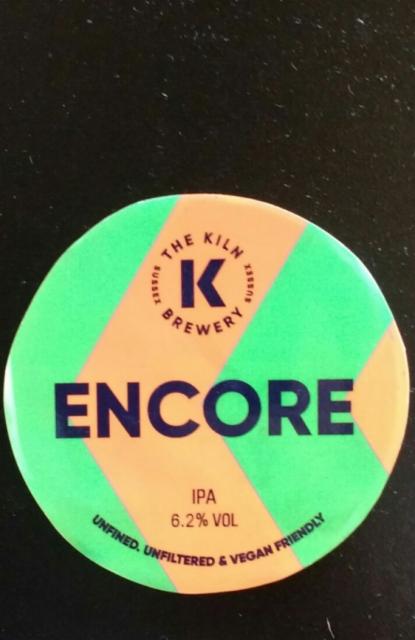 THE KILN
SUSSEX
K
SUSSEX
BREWERY
ENCORE
IPA
6.2% VOL
UNFINED. UNFILTERED & VEGAN FRIENDLY